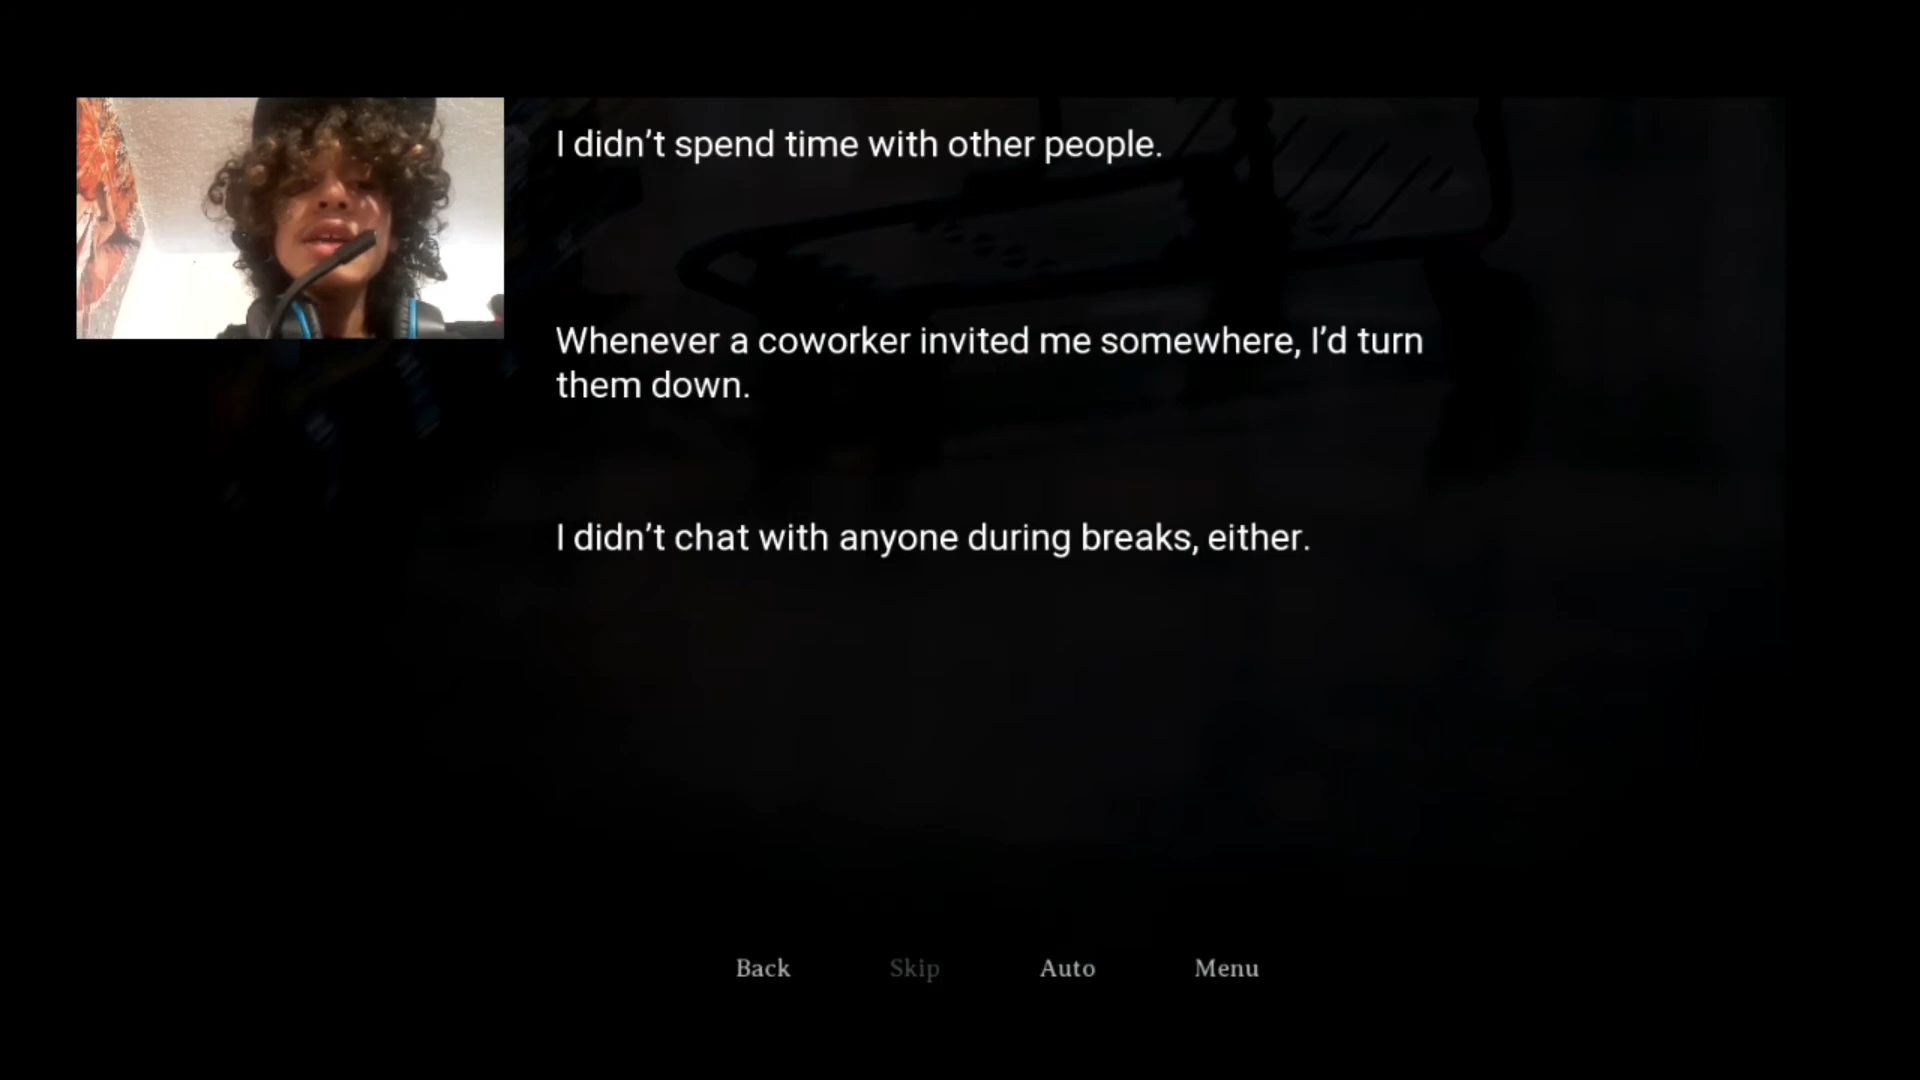 I didn’t spend time with other people.
Whenever a coworker invited me somewhere, I’d turn
them down.
I didn’t chat with anyone during breaks, either.
Back
Skip
Auto
Menu